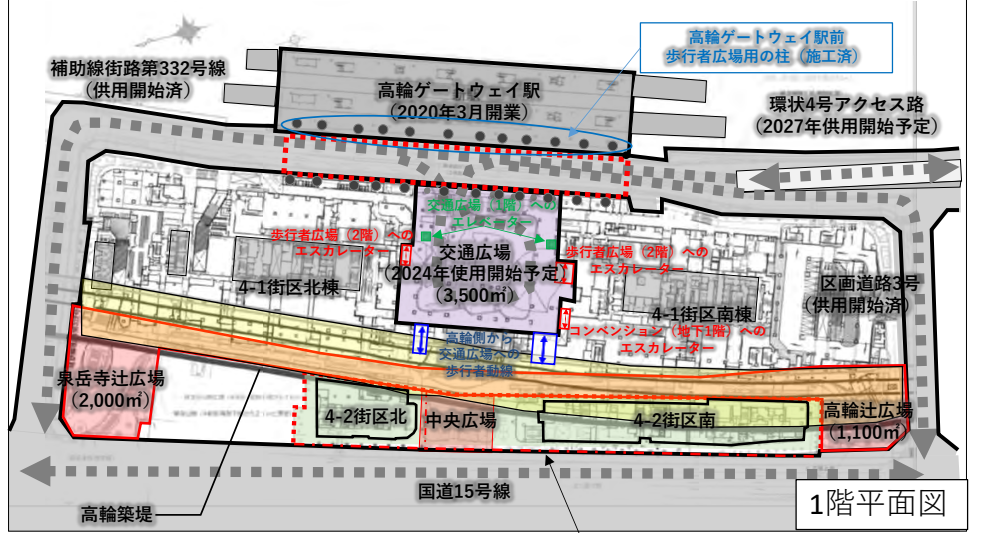 高輪ゲートウェイ駅前
歩行者広場用の柱（施工済）
補助線街路第332号線
（供用開始済）
高輪ゲートウェイ駅
（2020年3月開業）
環状4号アクセス路
（2027年供用開始予定）
交通広場（1階）への
エレベーター
歩行者広場（2階）への
エスカレーター
交通広場
（2024年使用開始予定）
（3,500㎡）
歩行者広場（2階）への
エスカレーター
4-1街区北棟
4-1街区南棟
区画道路3号
（供用開始済）
コンベンション（地下1階）への
エスカレーター
高輪側から
交通広場への
歩行者動線
泉岳寺辻広場
（2,000㎡）
4-2街区北
中央広場
4-2街区南
高輪辻広場
（1,100㎡）
国道15号線
高輪築堤
1階平面図